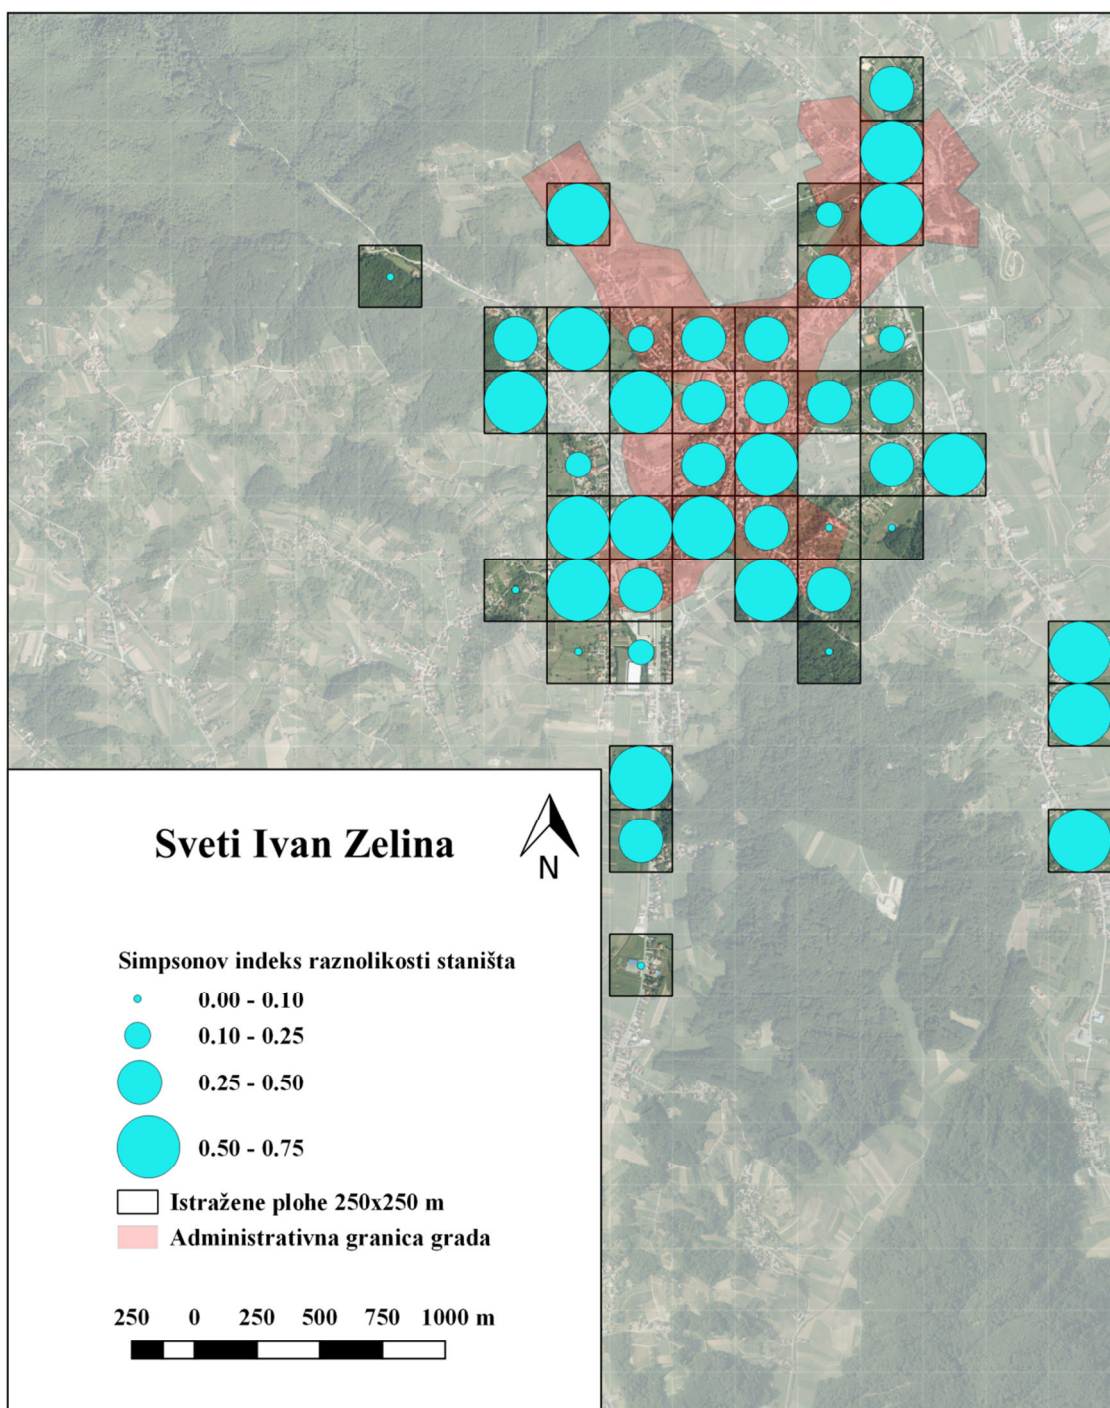 Sveti Ivan Zelina
N
Simpsonov indeks raznolikosti staništa
0.00 - 0.10
0.10 - 0.25
0.25 - 0.50
0.50 - 0.75
Istražene plohe 250x250 m
Administrativna granica grada
250 0 250 500 750 1000 m